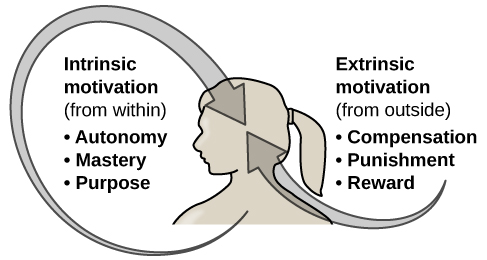 Intrinsic
motivation
(from within)
• Autonomy
• Mastery
• Purpose
Extrinsic
motivation
(from outside)
• Compensation
• Punishment
• Reward